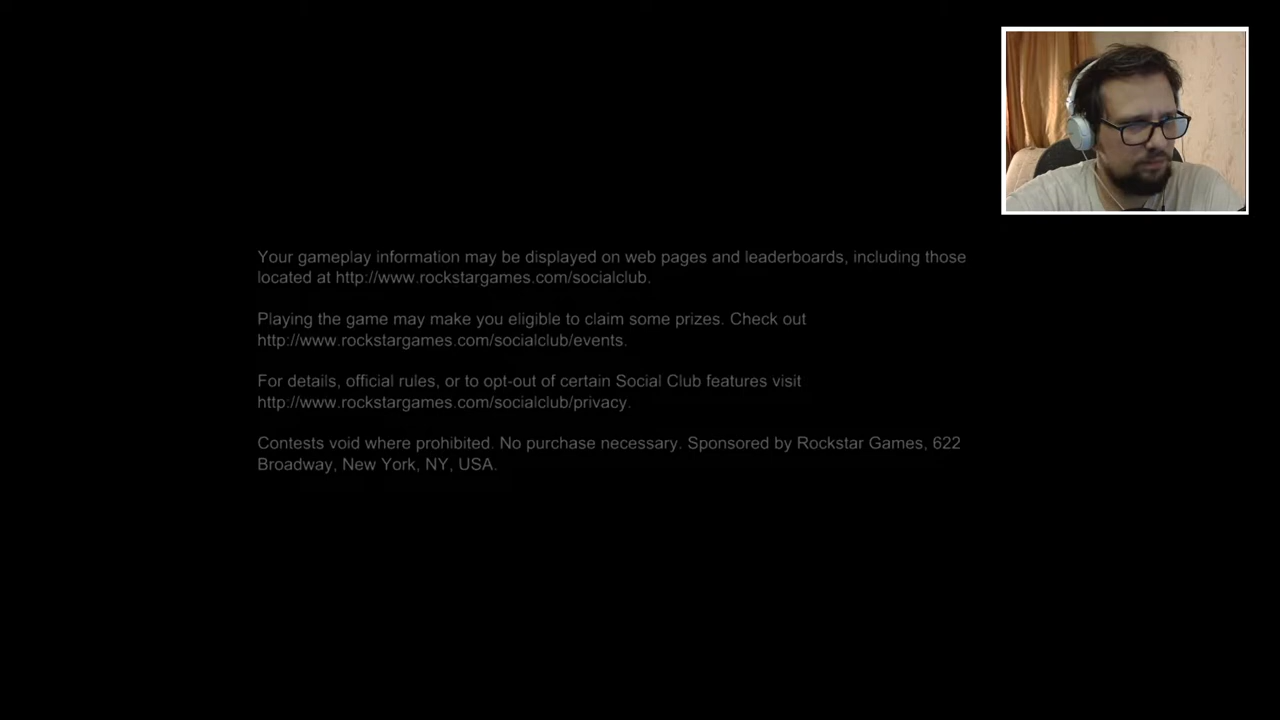 Your gameplay information may be displayed on web pages and leaderboards, including those
located at http://www.rockstargames.com/socialclub.
Playing the game may make you eligible to claim some prizes. Check out
http://www.rockstargames.com/socialclub/events.
For details, official rules, or to opt-out of certain Social Club features visit
http://www.rockstargames.com/socialclub/privacy.
Contests void where prohibited. No purchase necessary. Sponsored by Rockstar Games, 622
Broadway, New York, NY, USA.